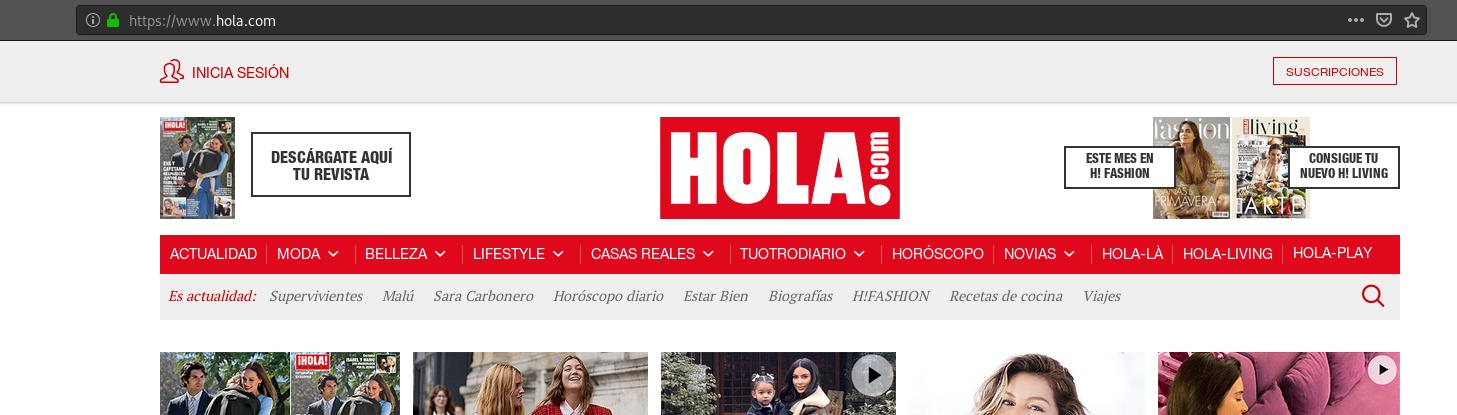 https://www.hola.com
INICIA SESIÓN
SUSCRIPCIONES
¡HOLA!
DESCÁRGATE AQUÍ
TU REVISTA
HOLA.com
fashion
ESTE MES EN
H! FASHION
living
CONSIGUE TU
NUEVO H! LIVING
ACTUALIDAD MODA BELLEZA LIFESTYLE CASAS REALES TUOTRODIARIO HORÓSCOPO NOVIAS HOLA-LÀ HOLA-LIVING HOLA-PLAY
Es actualidad: Supervivientes Malú Sara Carbonero Horóscopo diario Estar Bien Biografías H!FASHION Recetas de cocina Viajes
¡HOLA!